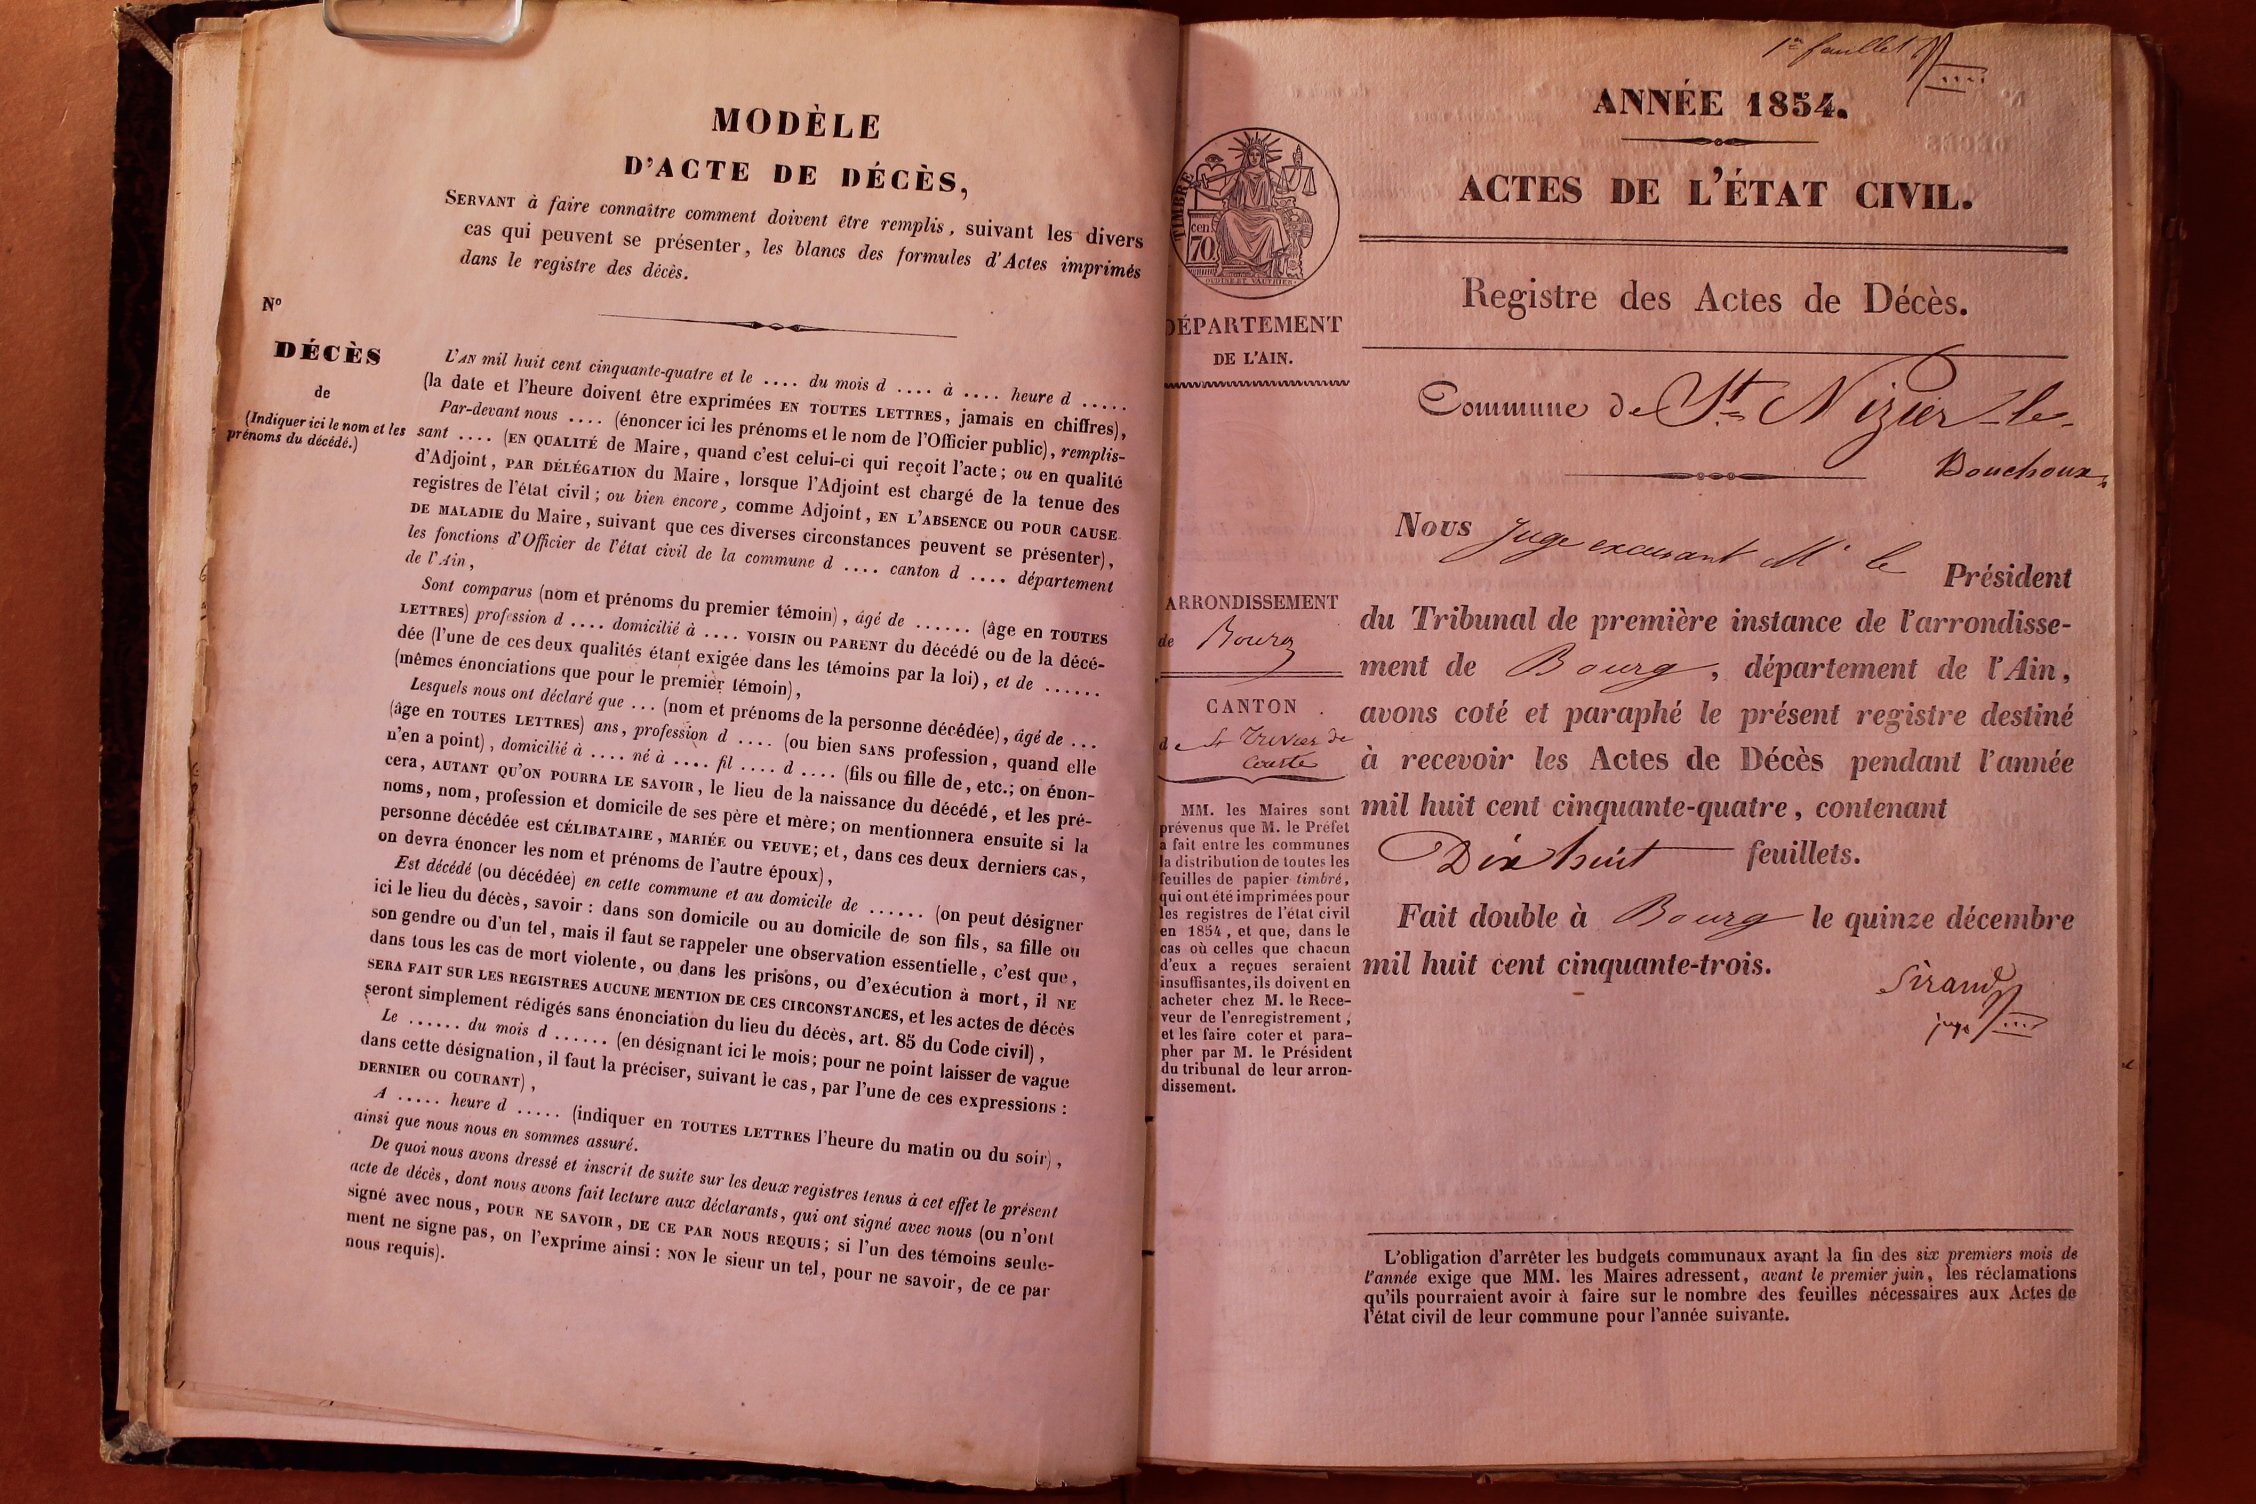 MODÈLE
D'ACTE DE DÉCÈS,
SERVANT à faire connaître comment doivent être remplis, suivant les divers
cas qui peuvent se présenter, les blancs des formules d'Actes imprimés
dans le registre des décès.
N°
DÉCÈS
de
(Indiquer ici le nom et les
prénoms du décédé.)
L'AN mil huit cent cinquante-quatre et le .... du mois d .... à .... heure d .....
(la date et l'heure doivent être exprimées EN TOUTES LETTRES, jamais en chiffres),
Par-devant nous .... (énoncer ici les prénoms et le nom de l'Officier public), remplis-
sant .... (EN QUALITÉ de Maire, quand c'est celui-ci qui reçoit l'acte; ou en qualité
d'Adjoint, PAR DÉLÉGATION du Maire, lorsque l'Adjoint est chargé de la tenue des
registres de l'état civil; ou bien encore, comme Adjoint, EN L'ABSENCE OU POUR CAUSE
DE MALADIE du Maire, suivant que ces diverses circonstances peuvent se présenter),
les fonctions d'Officier de l'état civil de la commune d .... canton d .... département
de l'Ain,
Sont comparus (nom et prénoms du premier témoin), âgé de ...... (âge en TOUTES
LETTRES) profession d .... domicilié à .... VOISIN OU PARENT du décédé ou de la décé-
dée (l'une de ces deux qualités étant exigée dans les témoins par la loi), et de ......
(mêmes énonciations que pour le premier témoin),
Lesquels nous ont déclaré que ... (nom et prénoms de la personne décédée), âgé de ...
(âge en TOUTES LETTRES) ans, profession d .... (ou bien SANS profession, quand elle
n'en a point), domicilié à .... né à .... fil .... d .... (fils ou fille de, etc.; on énon-
cera, AUTANT QU'ON POURRA LE SAVOIR, le lieu de la naissance du décédé, et les pré-
noms, nom, profession et domicile de ses père et mère; on mentionnera ensuite si la
personne décédée est CÉLIBATAIRE, MARIÉE OU VEUVE; et, dans ces deux derniers cas,
on devra énoncer les nom et prénoms de l'autre époux),
Est décédé (ou décédée) en cette commune et au domicile de ...... (on peut désigner
ici le lieu du décès, savoir : dans son domicile ou au domicile de son fils, sa fille ou
son gendre ou d'un tel, mais il faut se rappeler une observation essentielle, c'est que,
dans tous les cas de mort violente, ou dans les prisons, ou d'exécution à mort, il NE
SERA FAIT SUR LES REGISTRES AUCUNE MENTION DE CES CIRCONSTANCES, et les actes de décès
seront simplement rédigés sans énonciation du lieu du décès, art. 85 du Code civil),
Le ...... du mois d ...... (en désignant ici le mois; pour ne point laisser de vague
dans cette désignation, il faut la préciser, suivant le cas, par l'une de ces expressions :
DERNIER OU COURANT),
A ..... heure d ..... (indiquer en TOUTES LETTRES l'heure du matin ou du soir),
ainsi que nous nous en sommes assuré.
De quoi nous avons dressé et inscrit de suite sur les deux registres tenus à cet effet le présent
acte de décès, dont nous avons fait lecture aux déclarants, qui ont signé avec nous (ou n'ont
signé avec nous, POUR NE SAVOIR, DE CE PAR NOUS REQUIS; si l'un des témoins seule-
ment ne signe pas, on l'exprime ainsi : NON le sieur un tel, pour ne savoir, de ce par
nous requis).
1er feuillet
ANNÉE 1854.
ACTES DE L'ÉTAT CIVIL.
Registre des Actes de Décès.
TIMBRE
cen
70
OUDINÉ ET VAUTHIER
DÉPARTEMENT
DE L'AIN.
Commune de St Nizier-le-
Bouchoux
ARRONDISSEMENT
de Bourg
CANTON
de St Trivier de
Courte
MM. les Maires sont
prévenus que M. le Préfet
a fait entre les communes
la distribution de toutes les
feuilles de papier timbré,
qui ont été imprimées pour
les registres de l'état civil
en 1854, et que, dans le
cas où celles que chacun
d'eux a reçues seraient
insuffisantes, ils doivent en
acheter chez M. le Rece-
veur de l'enregistrement,
et les faire coter et para-
pher par M. le Président
du tribunal de leur arron-
dissement.
Nous Juge excusant Mr le Président
du Tribunal de première instance de l'arrondisse-
ment de Bourg, département de l'Ain,
avons coté et paraphé le présent registre destiné
à recevoir les Actes de Décès pendant l'année
mil huit cent cinquante-quatre, contenant
Dix huit feuillets.
Fait double à Bourg le quinze décembre
mil huit cent cinquante-trois.
Sirand
juge
L'obligation d'arrêter les budgets communaux avant la fin des six premiers mois de
l'année exige que MM. les Maires adressent, avant le premier juin, les réclamations
qu'ils pourraient avoir à faire sur le nombre des feuilles nécessaires aux Actes de
l'état civil de leur commune pour l'année suivante.